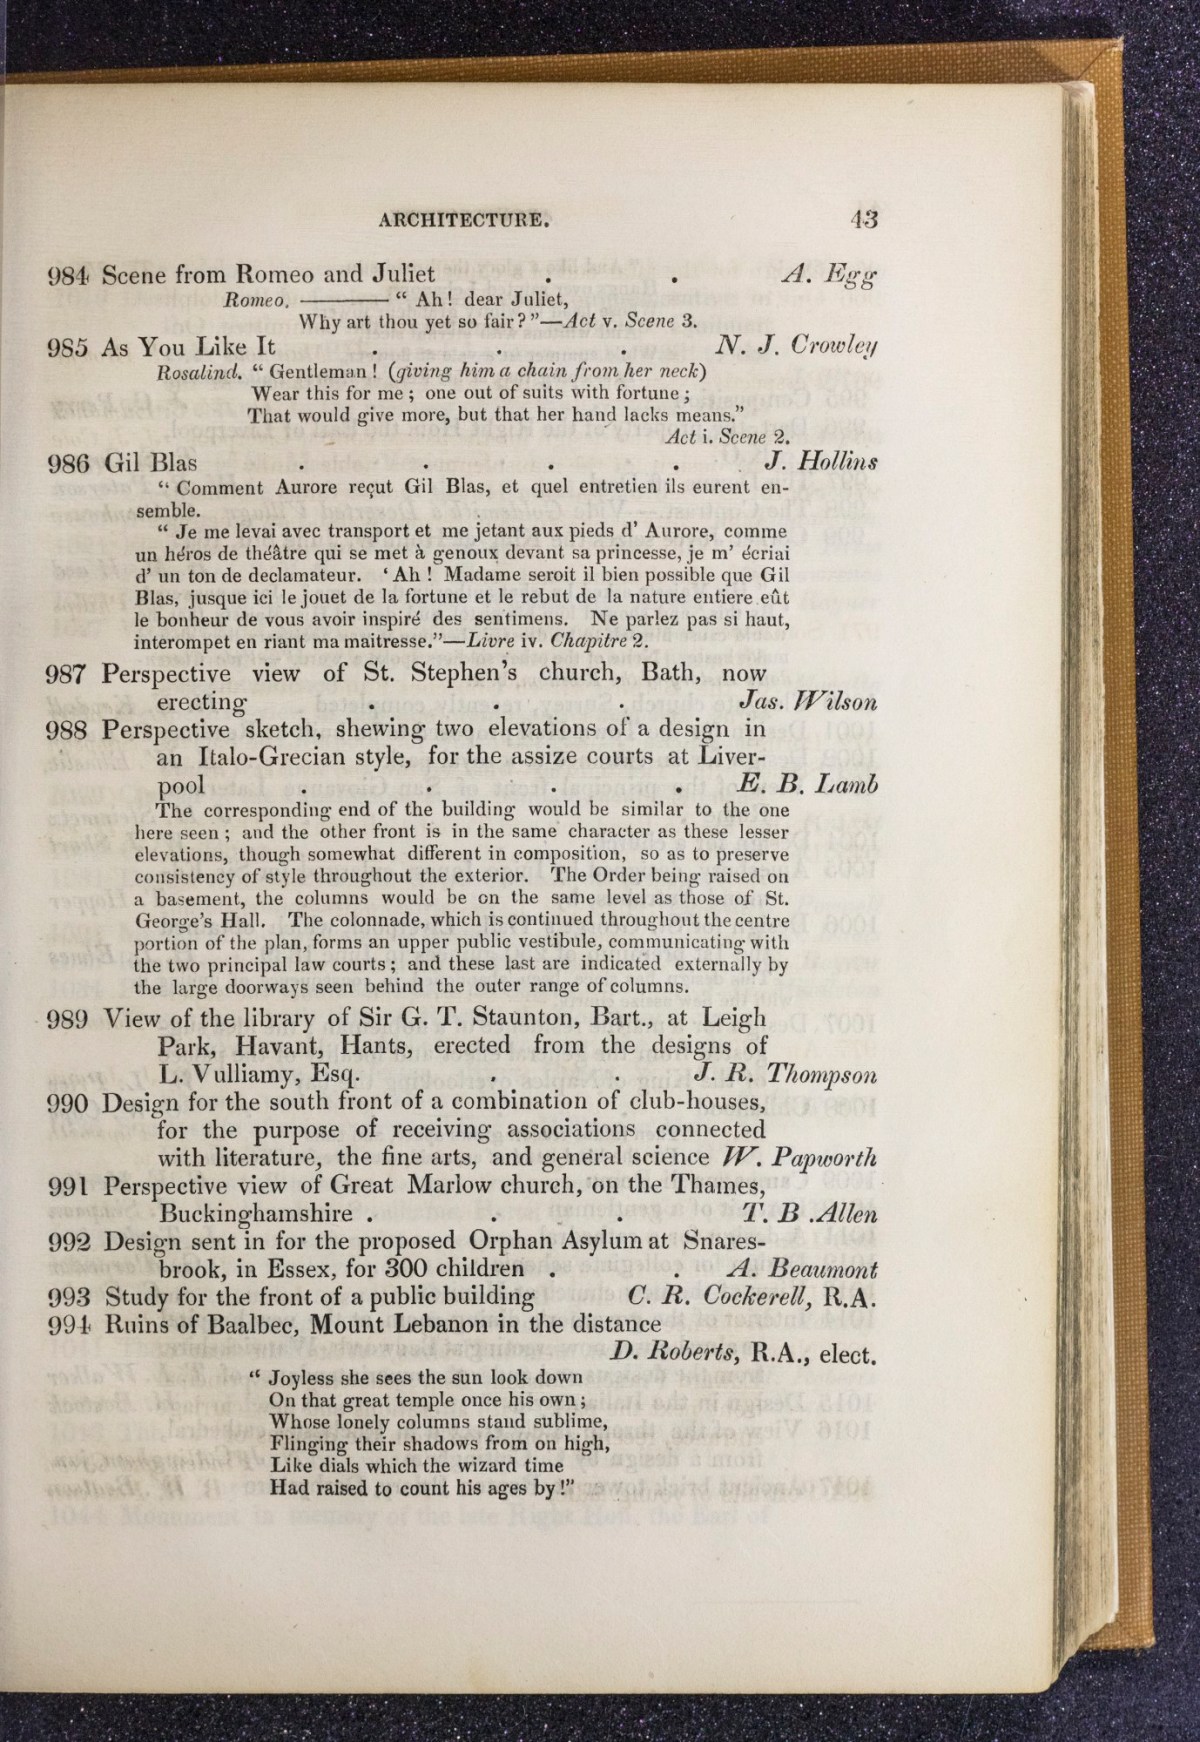 ARCHITECTURE. 43
984 Scene from Romeo and Juliet . . A. Egg
Romeo. ———— “ Ah! dear Juliet,
Why art thou yet so fair?”—Act v. Scene 3.
985 As You Like It . . . N. J. Crowley
Rosalind. “ Gentleman! (giving him a chain from her neck)
Wear this for me; one out of suits with fortune;
That would give more, but that her hand lacks means.”
Act i. Scene 2.
986 Gil Blas . . . . J. Hollins
“ Comment Aurore reçut Gil Blas, et quel entretien ils eurent en-
semble.
“ Je me levai avec transport et me jetant aux pieds d’ Aurore, comme
un héros de théâtre qui se met à genoux devant sa princesse, je m’ écriai
d’ un ton de declamateur. ‘ Ah! Madame seroit il bien possible que Gil
Blas, jusque ici le jouet de la fortune et le rebut de la nature entiere eût
le bonheur de vous avoir inspiré des sentimens. Ne parlez pas si haut,
interompet en riant ma maitresse.”—Livre iv. Chapitre 2.
987 Perspective view of St. Stephen’s church, Bath, now
erecting . . . Jas. Wilson
988 Perspective sketch, shewing two elevations of a design in
an Italo-Grecian style, for the assize courts at Liver-
pool . . . . E. B. Lamb
The corresponding end of the building would be similar to the one
here seen; and the other front is in the same character as these lesser
elevations, though somewhat different in composition, so as to preserve
consistency of style throughout the exterior. The Order being raised on
a basement, the columns would be on the same level as those of St.
George’s Hall. The colonnade, which is continued throughout the centre
portion of the plan, forms an upper public vestibule, communicating with
the two principal law courts; and these last are indicated externally by
the large doorways seen behind the outer range of columns.
989 View of the library of Sir G. T. Staunton, Bart., at Leigh
Park, Havant, Hants, erected from the designs of
L. Vulliamy, Esq. . . J. R. Thompson
990 Design for the south front of a combination of club-houses,
for the purpose of receiving associations connected
with literature, the fine arts, and general science W. Papworth
991 Perspective view of Great Marlow church, on the Thames,
Buckinghamshire . . . T. B .Allen
992 Design sent in for the proposed Orphan Asylum at Snares-
brook, in Essex, for 300 children . . A. Beaumont
993 Study for the front of a public building C. R. Cockerell, R.A.
994 Ruins of Baalbec, Mount Lebanon in the distance
D. Roberts, R.A., elect.
“ Joyless she sees the sun look down
On that great temple once his own;
Whose lonely columns stand sublime,
Flinging their shadows from on high,
Like dials which the wizard time
Had raised to count his ages by!”